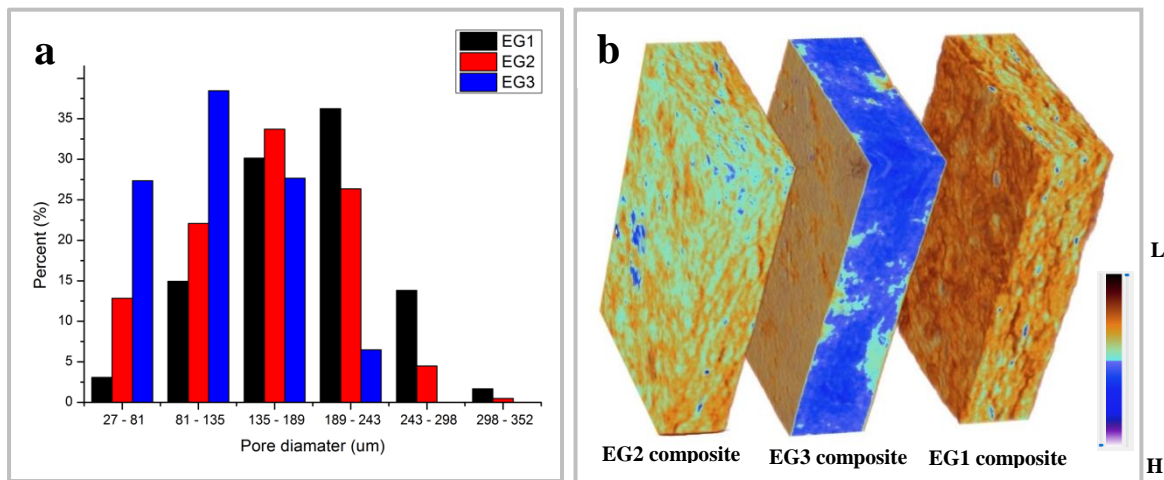 a
EG1
EG2
EG3
Percent (%)
35
30
25
20
15
10
5
0
27 - 81 81 - 135 135 - 189 189 - 243 243 - 298 298 - 352
Pore diamater (um)
b
L
H
EG2 composite EG3 composite EG1 composite